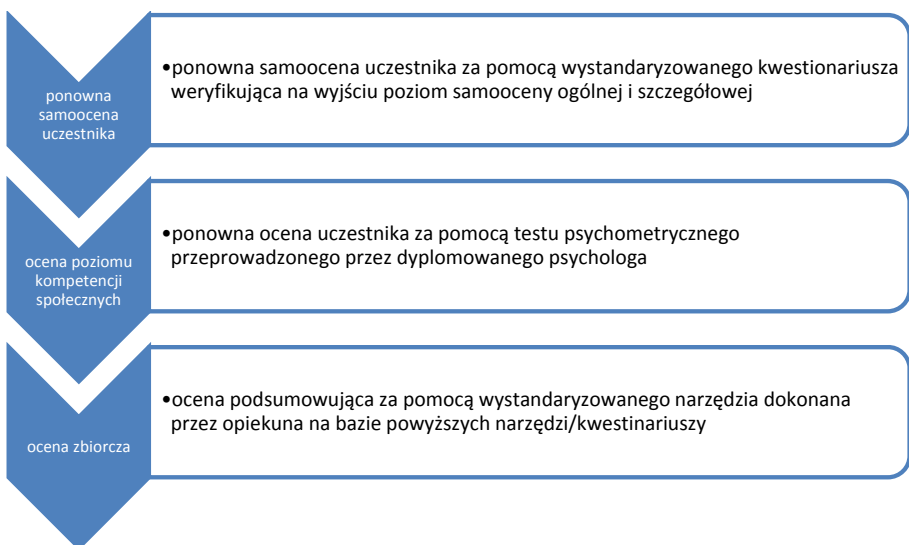 ponowna
samoocena
uczestnika
•ponowna samoocena uczestnika za pomocą wystandaryzowanego kwestionariusza
weryfikująca na wyjściu poziom samooceny ogólnej i szczegółowej
ocena poziomu
kompetencji
społecznych
•ponowna ocena uczestnika za pomocą testu psychometrycznego
przeprowadzonego przez dyplomowanego psychologa
ocena zbiorcza
•ocena podsumowująca za pomocą wystandaryzowanego narzędzia dokonana
przez opiekuna na bazie powyższych narzędzi/kwestinariuszy